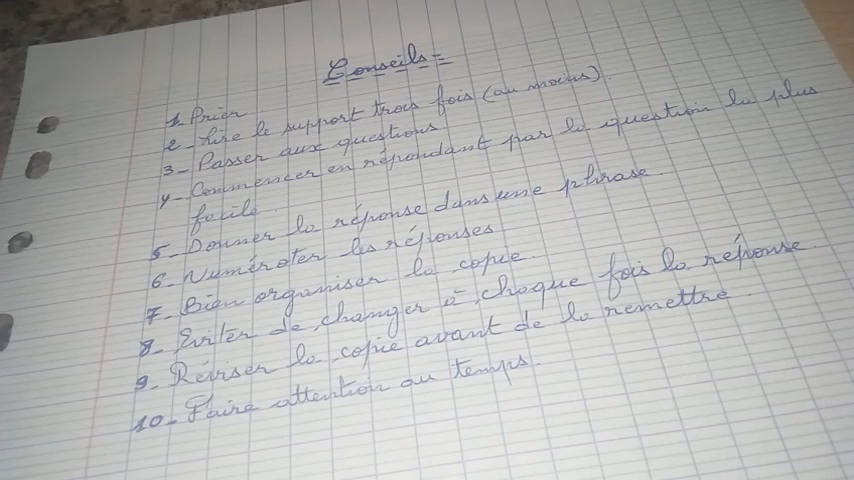 Conseils =
1. Prier
2 - Lire le support trois fois (au moins).
3 - Passer aux questions
4 - Commencer en répondant par la question la plus
facile.
5 - Donner la réponse dans une phrase.
6 - Numéroter les réponses
7 - Bien organiser la copie.
8 - Eviter de changer à chaque fois la réponse.
9 - Réviser la copie avant de la remettre.
10 - Faire attention au temps.